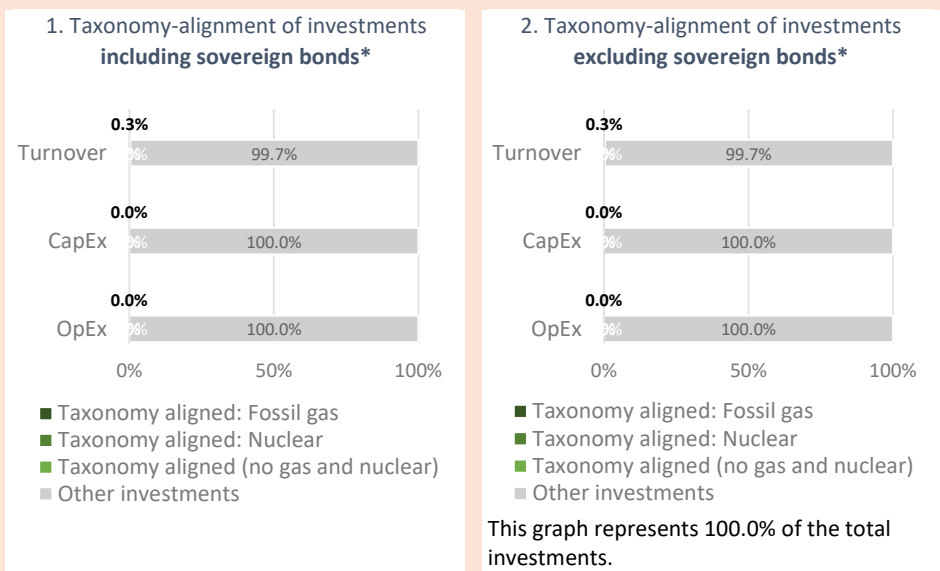 1. Taxonomy-alignment of investments
including sovereign bonds*
0.3%
Turnover 99.7%
0.0%
CapEx 100.0%
0.0%
OpEx 100.0%
0% 50% 100%
Taxonomy aligned: Fossil gas
Taxonomy aligned: Nuclear
Taxonomy aligned (no gas and nuclear)
Other investments
2. Taxonomy-alignment of investments
excluding sovereign bonds*
0.3%
Turnover 99.7%
0.0%
CapEx 100.0%
0.0%
OpEx 100.0%
0% 50% 100%
Taxonomy aligned: Fossil gas
Taxonomy aligned: Nuclear
Taxonomy aligned (no gas and nuclear)
Other investments
This graph represents 100.0% of the total
investments.